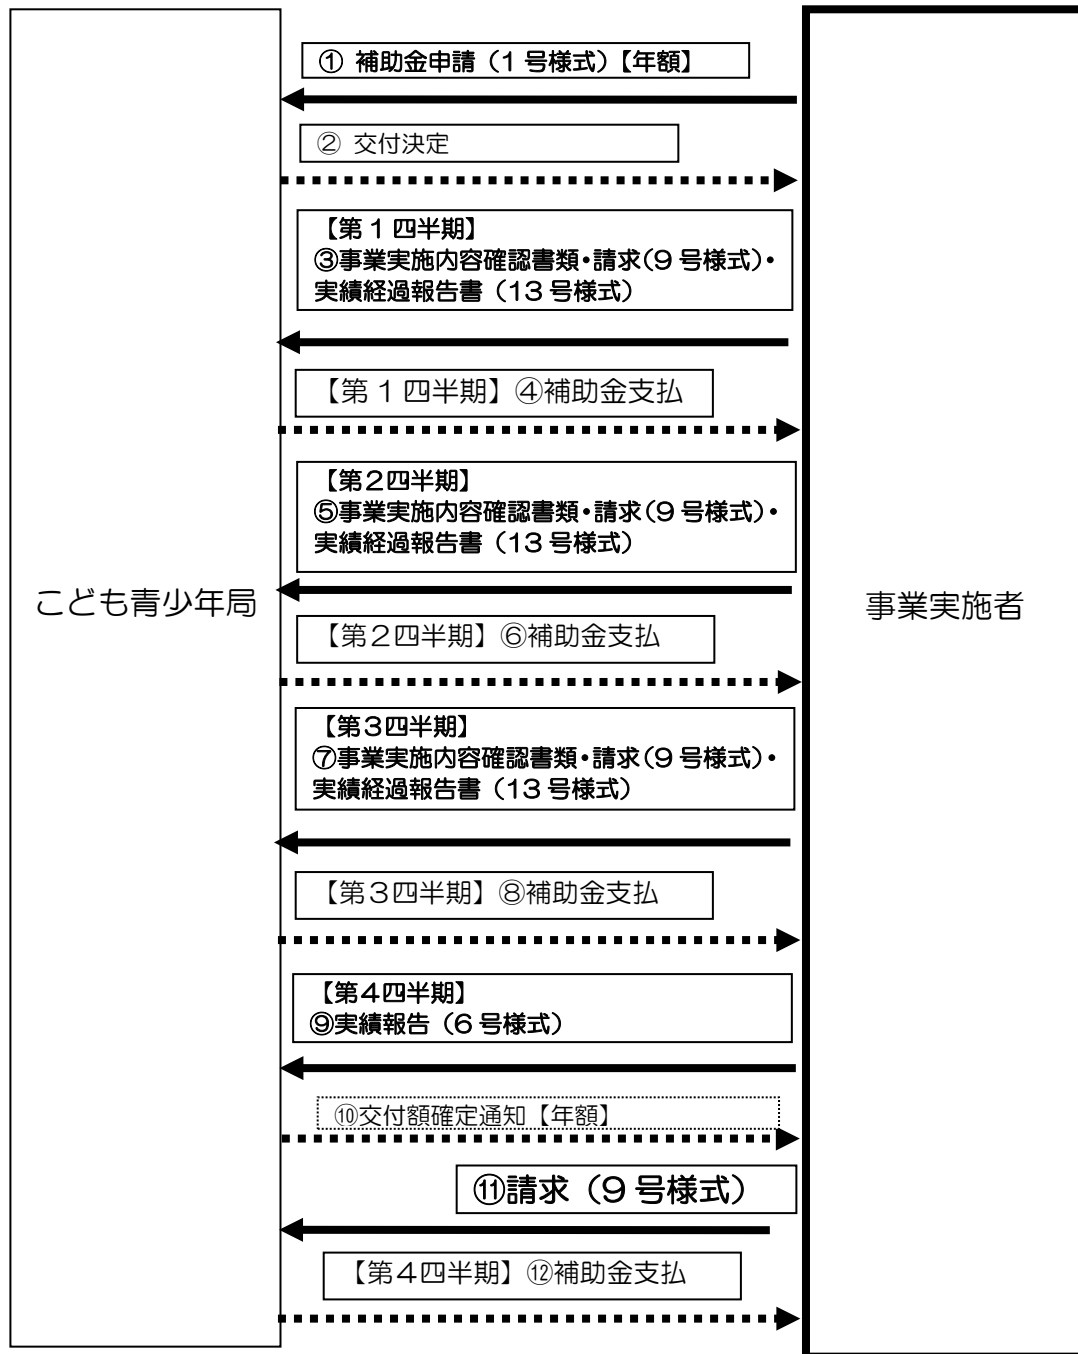 ① 補助金申請（1号様式）【年額】
② 交付決定
【第1四半期】
③事業実施内容確認書類・請求（9号様式）・
実績経過報告書（13号様式）
【第1四半期】④補助金支払
【第2四半期】
⑤事業実施内容確認書類・請求（9号様式）・
実績経過報告書（13号様式）
こども青少年局
事業実施者
【第2四半期】⑥補助金支払
【第3四半期】
⑦事業実施内容確認書類・請求（9号様式）・
実績経過報告書（13号様式）
【第3四半期】⑧補助金支払
【第4四半期】
⑨実績報告（6号様式）
⑩交付額確定通知【年額】
⑪請求（9号様式）
【第4四半期】⑫補助金支払